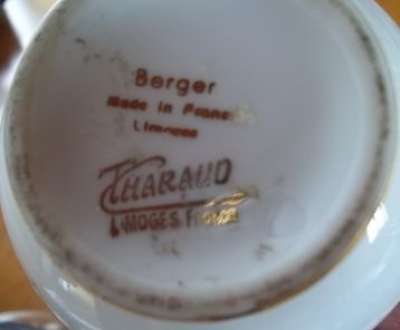 Berger
Made in France
Limoges
THARAUD
LIMOGES FRANCE